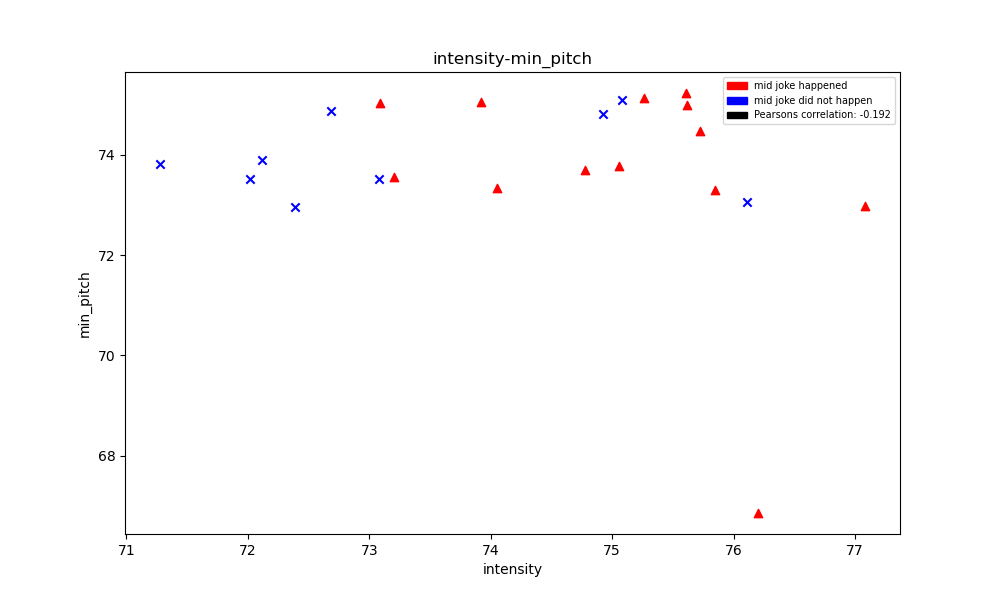 intensity-min_pitch
mid joke happened
mid joke did not happen
Pearsons correlation: -0.192
74
72
70
68
min_pitch
71 72 73 74 75 76 77
intensity